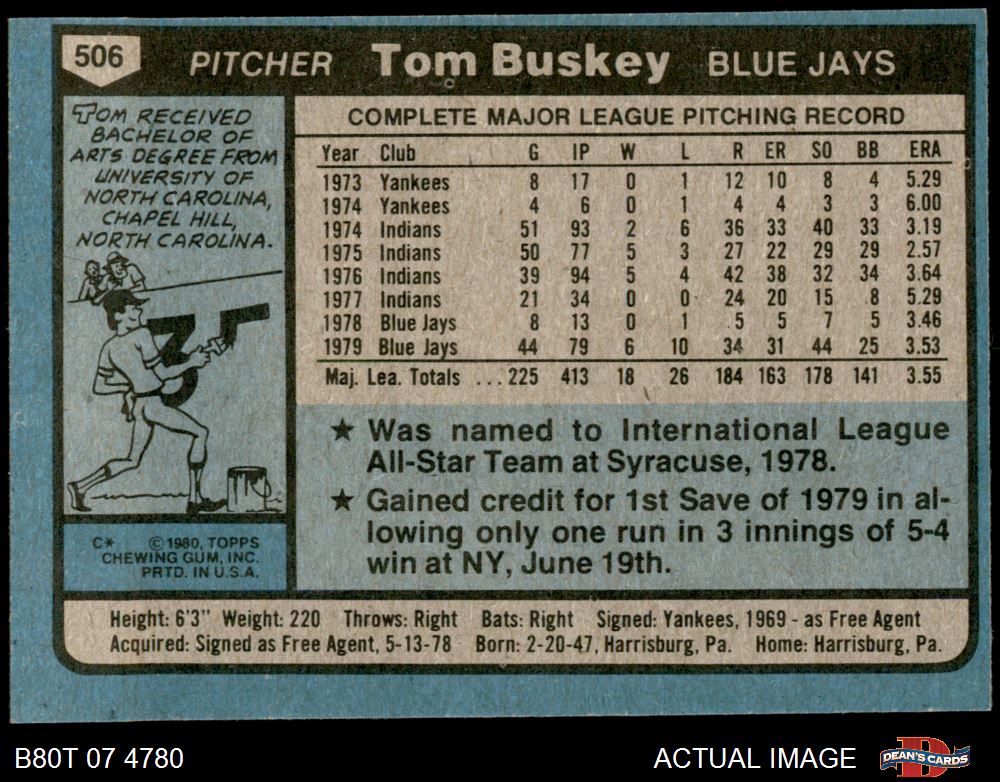 506 PITCHER Tom Buskey BLUE JAYS
TOM RECEIVED
BACHELOR OF
ARTS DEGREE FROM
UNIVERSITY OF
NORTH CAROLINA,
CHAPEL HILL,
NORTH CAROLINA.
C* © 1980, TOPPS
CHEWING GUM, INC.
PRTD. IN U.S.A.
COMPLETE MAJOR LEAGUE PITCHING RECORD
Year Club G IP W L R ER SO BB ERA
1973 Yankees 8 17 0 1 12 10 8 4 5.29
1974 Yankees 4 6 0 1 4 4 3 3 6.00
1974 Indians 51 93 2 6 36 33 40 33 3.19
1975 Indians 50 77 5 3 27 22 29 29 2.57
1976 Indians 39 94 5 4 42 38 32 34 3.64
1977 Indians 21 34 0 0 24 20 15 8 5.29
1978 Blue Jays 8 13 0 1 5 5 7 5 3.46
1979 Blue Jays 44 79 6 10 34 31 44 25 3.53
Maj. Lea. Totals ...225 413 18 26 184 163 178 141 3.55
★ Was named to International League
All-Star Team at Syracuse, 1978.
★ Gained credit for 1st Save of 1979 in al-
lowing only one run in 3 innings of 5-4
win at NY, June 19th.
Height: 6'3" Weight: 220 Throws: Right Bats: Right Signed: Yankees, 1969 - as Free Agent
Acquired: Signed as Free Agent, 5-13-78 Born: 2-20-47, Harrisburg, Pa. Home: Harrisburg, Pa.
B80T 07 4780 ACTUAL IMAGE DEAN'S CARDS